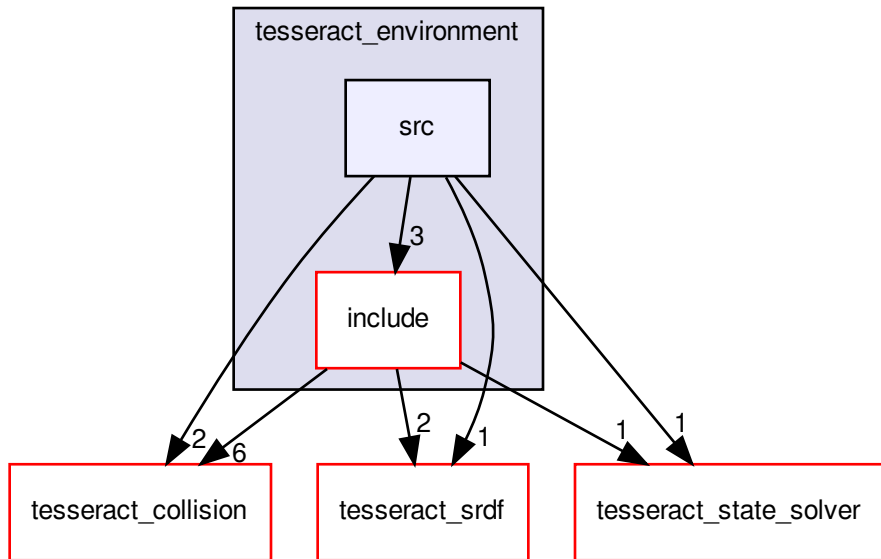 tesseract_environment
src
3
include
2
6
2
1
1
1
tesseract_collision
tesseract_srdf
tesseract_state_solver